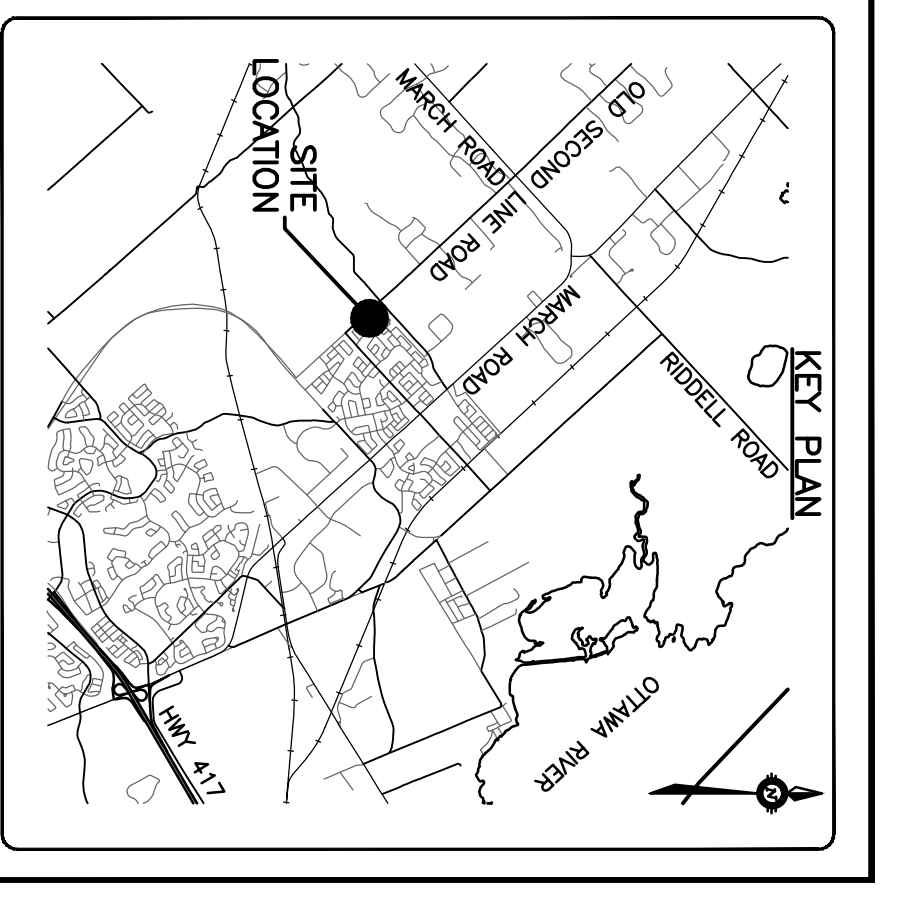 KEY PLAN
SITE
LOCATION
MARCH ROAD
OLD SECOND
LINE ROAD
MARCH ROAD
RIDDELL ROAD
OTTAWA RIVER
HWY 417
N